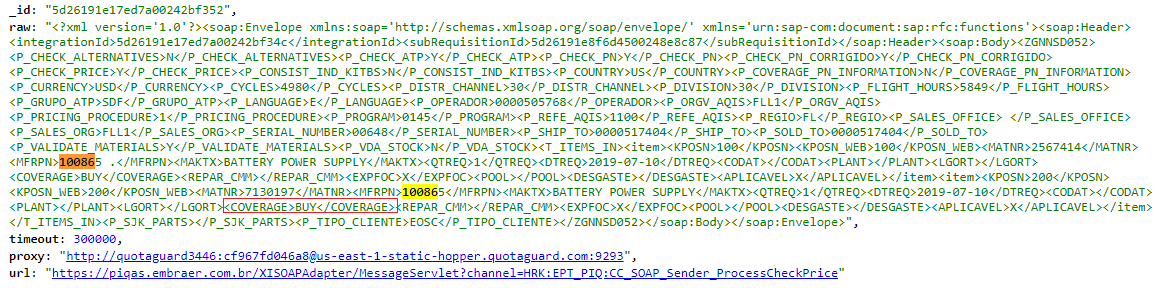 _id: "5d26191e17ed7a00242bf352",
raw: "<?xml version='1.0'?><soap:Envelope xmlns:soap='http://schemas.xmlsoap.org/soap/envelope/' xmlns='urn:sap-com:document:sap:rfc:functions'><soap:Header>
<integrationId>5d26191e17ed7a00242bf34c</integrationId><subRequisitionId>5d26191e8f6d4500248e8c87</subRequisitionId></soap:Header><soap:Body><ZGNNSD052>
<P_CHECK_ALTERNATIVES>N</P_CHECK_ALTERNATIVES><P_CHECK_ATP>Y</P_CHECK_ATP><P_CHECK_PN>Y</P_CHECK_PN><P_CHECK_PN_CORRIGIDO>Y</P_CHECK_PN_CORRIGIDO>
<P_CHECK_PRICE>Y</P_CHECK_PRICE><P_CONSIST_IND_KITBS>N</P_CONSIST_IND_KITBS><P_COUNTRY>US</P_COUNTRY><P_COVERAGE_PN_INFORMATION>N</P_COVERAGE_PN_INFORMATION>
<P_CURRENCY>USD</P_CURRENCY><P_CYCLES>4980</P_CYCLES><P_DISTR_CHANNEL>30</P_DISTR_CHANNEL><P_DIVISION>30</P_DIVISION><P_FLIGHT_HOURS>5849</P_FLIGHT_HOURS>
<P_GRUPO_ATP>SDF</P_GRUPO_ATP><P_LANGUAGE>E</P_LANGUAGE><P_OPERADOR>0000505768</P_OPERADOR><P_ORGV_AQIS>FLL1</P_ORGV_AQIS>
<P_PRICING_PROCEDURE>1</P_PRICING_PROCEDURE><P_PROGRAM>0145</P_PROGRAM><P_REFE_AQIS>1100</P_REFE_AQIS><P_REGIO>FL</P_REGIO><P_SALES_OFFICE> </P_SALES_OFFICE>
<P_SALES_ORG>FLL1</P_SALES_ORG><P_SERIAL_NUMBER>00648</P_SERIAL_NUMBER><P_SHIP_TO>0000517404</P_SHIP_TO><P_SOLD_TO>0000517404</P_SOLD_TO>
<P_VALIDATE_MATERIALS>Y</P_VALIDATE_MATERIALS><P_VDA_STOCK>N</P_VDA_STOCK><T_ITEMS_IN><item><KPOSN>100</KPOSN><KPOSN_WEB>100</KPOSN_WEB><MATNR>2567414</MATNR>
<MFRPN>100865 .</MFRPN><MAKTX>BATTERY POWER SUPPLY</MAKTX><QTREQ>1</QTREQ><DTREQ>2019-07-10</DTREQ><CODAT></CODAT><PLANT></PLANT><LGORT></LGORT>
<COVERAGE>BUY</COVERAGE><REPAR_CMM></REPAR_CMM><EXPFOC>X</EXPFOC><POOL></POOL><DESGASTE></DESGASTE><APLICAVEL>X</APLICAVEL></item><item><KPOSN>200</KPOSN>
<KPOSN_WEB>200</KPOSN_WEB><MATNR>7130197</MATNR><MFRPN>100865</MFRPN><MAKTX>BATTERY POWER SUPPLY</MAKTX><QTREQ>1</QTREQ><DTREQ>2019-07-10</DTREQ><CODAT></CODAT>
<PLANT></PLANT><LGORT></LGORT><COVERAGE>BUY</COVERAGE><REPAR_CMM></REPAR_CMM><EXPFOC>X</EXPFOC><POOL></POOL><DESGASTE></DESGASTE><APLICAVEL>X</APLICAVEL></item>
</T_ITEMS_IN><P_SJK_PARTS></P_SJK_PARTS><P_TIPO_CLIENTE>EOSC</P_TIPO_CLIENTE></ZGNNSD052></soap:Body></soap:Envelope>",
timeout: 300000,
proxy: "http://quotaguard3446:cf967fd046a8@us-east-1-static-hopper.quotaguard.com:9293",
url: "https://piqas.embraer.com.br/XISOAPAdapter/MessageServlet?channel=HRK:EPT_PIQ:CC_SOAP_Sender_ProcessCheckPrice"